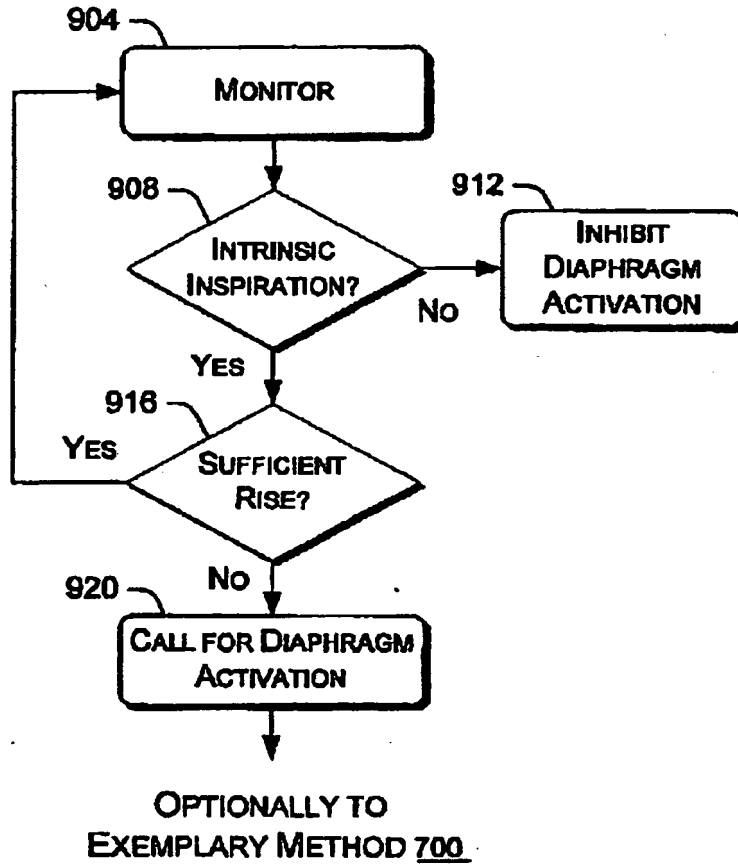 904
MONITOR
908
INTRINSIC
INSPIRATION?
912
INHIBIT
DIAPHRAGM
ACTIVATION
NO
YES
916
YES
SUFFICIENT
RISE?
NO
920
CALL FOR DIAPHRAGM
ACTIVATION
OPTIONALLY TO
EXEMPLARY METHOD 700